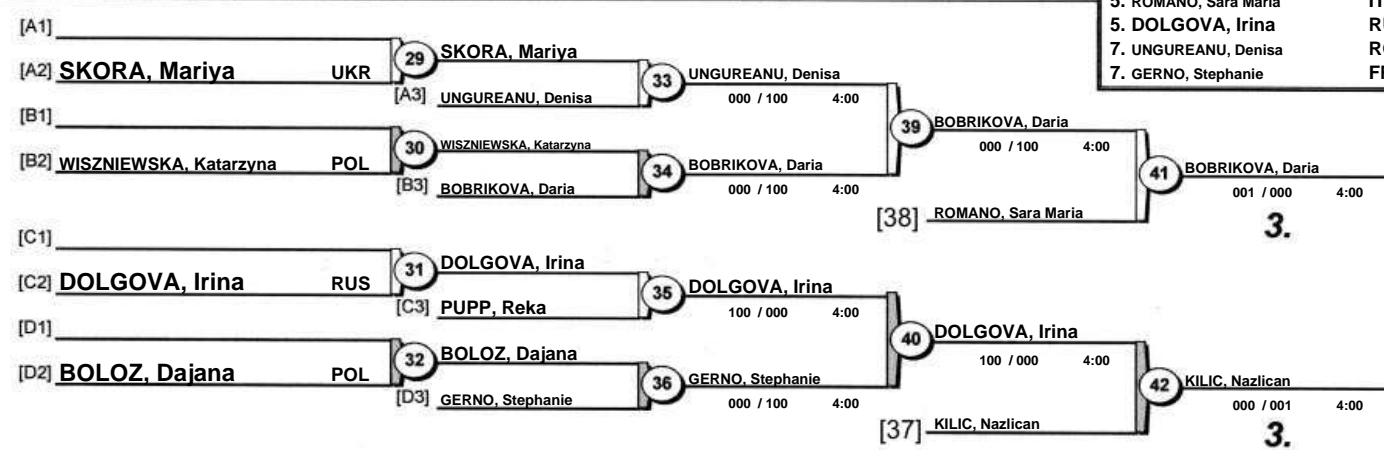 5. ROMANO, Sara Maria
5. DOLGOVA, Irina
7. UNGUREANU, Denisa
7. GERNO, Stephanie
[A1]
[A2] SKORA, Mariya UKR
29
SKORA, Mariya
[A3] UNGUREANU, Denisa
33
UNGUREANU, Denisa
000 / 100 4:00
[B1]
[B2] WISZNIEWSKA, Katarzyna POL
30
WISZNIEWSKA, Katarzyna
[B3] BOBRIKOVA, Daria
34
BOBRIKOVA, Daria
000 / 100 4:00
39
BOBRIKOVA, Daria
000 / 100 4:00
[38] ROMANO, Sara Maria
41
BOBRIKOVA, Daria
001 / 000 4:00
3.
[C1]
[C2] DOLGOVA, Irina RUS
31
DOLGOVA, Irina
[C3] PUPP, Reka
35
DOLGOVA, Irina
100 / 000 4:00
[D1]
[D2] BOLOZ, Dajana POL
32
BOLOZ, Dajana
[D3] GERNO, Stephanie
36
GERNO, Stephanie
000 / 100 4:00
40
DOLGOVA, Irina
100 / 000 4:00
[37] KILIC, Nazlican
42
KILIC, Nazlican
000 / 001 4:00
3.